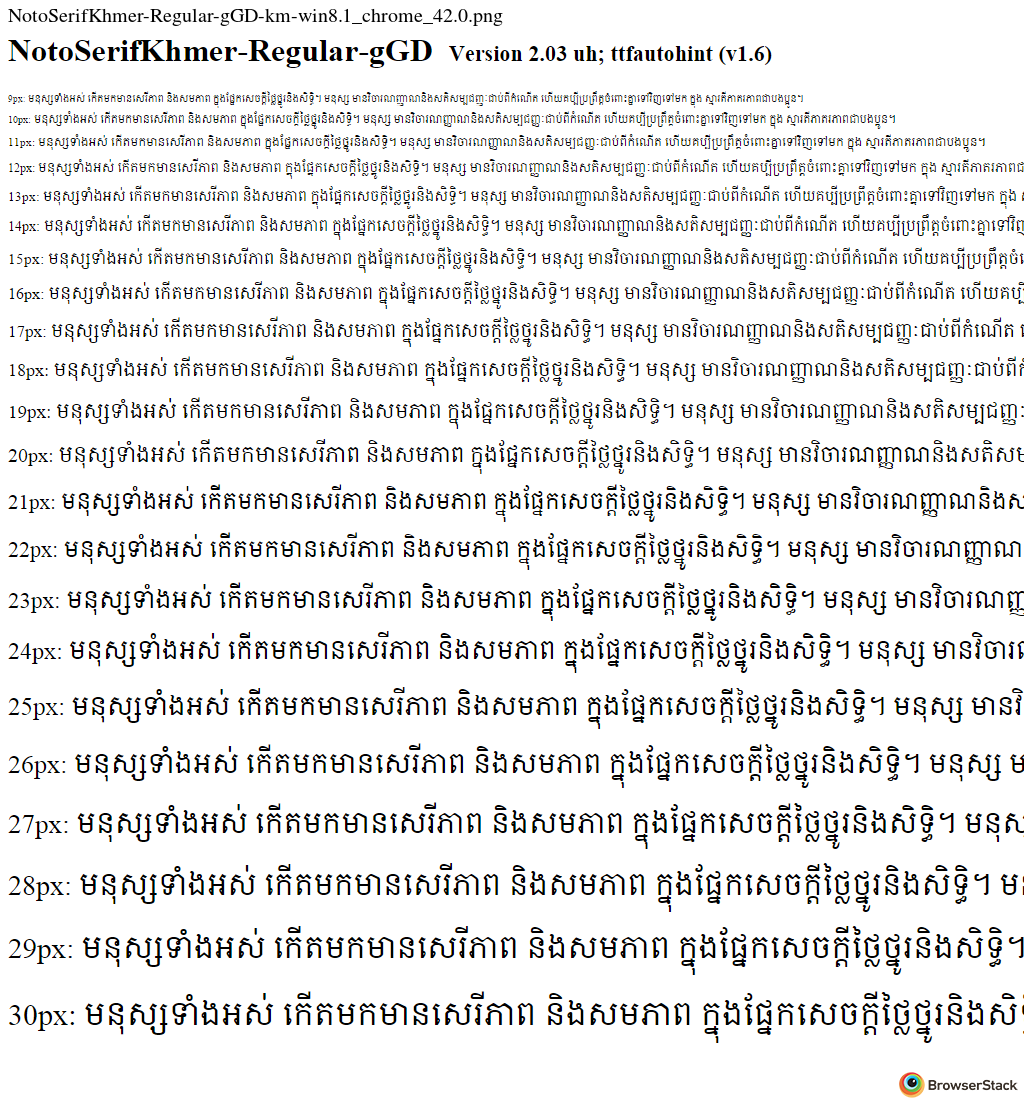 NotoSerifKhmer-Regular-gGD-km-win8.1_chrome_42.0.png
NotoSerifKhmer-Regular-gGD Version 2.03 uh; ttfautohint (v1.6)
9px: មនុស្សទាំងអស់ កើតមកមានសេរីភាព និងសមភាព ក្នុងផ្នែកសេចក្ដីថ្លៃថ្នូរនិងសិទ្ធិ។ មនុស្ស មានវិចារណញ្ញាណនិងសតិសម្បជញ្ញៈជាប់ពីកំណើត ហើយគប្បីប្រព្រឹត្តចំពោះគ្នាទៅវិញទៅមក ក្នុង ស្មារតីភាតរភាពជាបងប្អូន។
10px: មនុស្សទាំងអស់ កើតមកមានសេរីភាព និងសមភាព ក្នុងផ្នែកសេចក្ដីថ្លៃថ្នូរនិងសិទ្ធិ។ មនុស្ស មានវិចារណញ្ញាណនិងសតិសម្បជញ្ញៈជាប់ពីកំណើត ហើយគប្បីប្រព្រឹត្តចំពោះគ្នាទៅវិញទៅមក ក្នុង ស្មារតីភាតរភាពជាបងប្អូន។
11px: មនុស្សទាំងអស់ កើតមកមានសេរីភាព និងសមភាព ក្នុងផ្នែកសេចក្ដីថ្លៃថ្នូរនិងសិទ្ធិ។ មនុស្ស មានវិចារណញ្ញាណនិងសតិសម្បជញ្ញៈជាប់ពីកំណើត ហើយគប្បីប្រព្រឹត្តចំពោះគ្នាទៅវិញទៅមក ក្នុង ស្មារតីភាតរភាពជាបងប្អូន។
12px: មនុស្សទាំងអស់ កើតមកមានសេរីភាព និងសមភាព ក្នុងផ្នែកសេចក្ដីថ្លៃថ្នូរនិងសិទ្ធិ។ មនុស្ស មានវិចារណញ្ញាណនិងសតិសម្បជញ្ញៈជាប់ពីកំណើត ហើយគប្បីប្រព្រឹត្តចំពោះគ្នាទៅវិញទៅមក ក្នុង ស្មារតីភាតរភាពជា
13px: មនុស្សទាំងអស់ កើតមកមានសេរីភាព និងសមភាព ក្នុងផ្នែកសេចក្ដីថ្លៃថ្នូរនិងសិទ្ធិ។ មនុស្ស មានវិចារណញ្ញាណនិងសតិសម្បជញ្ញៈជាប់ពីកំណើត ហើយគប្បីប្រព្រឹត្តចំពោះគ្នាទៅវិញទៅមក ក្នុង
14px: មនុស្សទាំងអស់ កើតមកមានសេរីភាព និងសមភាព ក្នុងផ្នែកសេចក្ដីថ្លៃថ្នូរនិងសិទ្ធិ។ មនុស្ស មានវិចារណញ្ញាណនិងសតិសម្បជញ្ញៈជាប់ពីកំណើត ហើយគប្បីប្រព្រឹត្តចំពោះគ្នាទៅវិញ
15px: មនុស្សទាំងអស់ កើតមកមានសេរីភាព និងសមភាព ក្នុងផ្នែកសេចក្ដីថ្លៃថ្នូរនិងសិទ្ធិ។ មនុស្ស មានវិចារណញ្ញាណនិងសតិសម្បជញ្ញៈជាប់ពីកំណើត ហើយគប្បីប្រព្រឹត្តចំ
16px: មនុស្សទាំងអស់ កើតមកមានសេរីភាព និងសមភាព ក្នុងផ្នែកសេចក្ដីថ្លៃថ្នូរនិងសិទ្ធិ។ មនុស្ស មានវិចារណញ្ញាណនិងសតិសម្បជញ្ញៈជាប់ពីកំណើត ហើយគប្បី
17px: មនុស្សទាំងអស់ កើតមកមានសេរីភាព និងសមភាព ក្នុងផ្នែកសេចក្ដីថ្លៃថ្នូរនិងសិទ្ធិ។ មនុស្ស មានវិចារណញ្ញាណនិងសតិសម្បជញ្ញៈជាប់ពីកំណើត
18px: មនុស្សទាំងអស់ កើតមកមានសេរីភាព និងសមភាព ក្នុងផ្នែកសេចក្ដីថ្លៃថ្នូរនិងសិទ្ធិ។ មនុស្ស មានវិចារណញ្ញាណនិងសតិសម្បជញ្ញៈជាប់ពីកំ
19px: មនុស្សទាំងអស់ កើតមកមានសេរីភាព និងសមភាព ក្នុងផ្នែកសេចក្ដីថ្លៃថ្នូរនិងសិទ្ធិ។ មនុស្ស មានវិចារណញ្ញាណនិងសតិសម្បជញ្ញៈ
20px: មនុស្សទាំងអស់ កើតមកមានសេរីភាព និងសមភាព ក្នុងផ្នែកសេចក្ដីថ្លៃថ្នូរនិងសិទ្ធិ។ មនុស្ស មានវិចារណញ្ញាណនិងសតិសម
21px: មនុស្សទាំងអស់ កើតមកមានសេរីភាព និងសមភាព ក្នុងផ្នែកសេចក្ដីថ្លៃថ្នូរនិងសិទ្ធិ។ មនុស្ស មានវិចារណញ្ញាណនិងស
22px: មនុស្សទាំងអស់ កើតមកមានសេរីភាព និងសមភាព ក្នុងផ្នែកសេចក្ដីថ្លៃថ្នូរនិងសិទ្ធិ។ មនុស្ស មានវិចារណញ្ញាណ
23px: មនុស្សទាំងអស់ កើតមកមានសេរីភាព និងសមភាព ក្នុងផ្នែកសេចក្ដីថ្លៃថ្នូរនិងសិទ្ធិ។ មនុស្ស មានវិចារណញ្ញ
24px: មនុស្សទាំងអស់ កើតមកមានសេរីភាព និងសមភាព ក្នុងផ្នែកសេចក្ដីថ្លៃថ្នូរនិងសិទ្ធិ។ មនុស្ស មានវិចារ
25px: មនុស្សទាំងអស់ កើតមកមានសេរីភាព និងសមភាព ក្នុងផ្នែកសេចក្ដីថ្លៃថ្នូរនិងសិទ្ធិ។ មនុស្ស មានវិ
26px: មនុស្សទាំងអស់ កើតមកមានសេរីភាព និងសមភាព ក្នុងផ្នែកសេចក្ដីថ្លៃថ្នូរនិងសិទ្ធិ។ មនុស្ស ម
27px: មនុស្សទាំងអស់ កើតមកមានសេរីភាព និងសមភាព ក្នុងផ្នែកសេចក្ដីថ្លៃថ្នូរនិងសិទ្ធិ។ មនុស
28px: មនុស្សទាំងអស់ កើតមកមានសេរីភាព និងសមភាព ក្នុងផ្នែកសេចក្ដីថ្លៃថ្នូរនិងសិទ្ធិ។ ម
29px: មនុស្សទាំងអស់ កើតមកមានសេរីភាព និងសមភាព ក្នុងផ្នែកសេចក្ដីថ្លៃថ្នូរនិងសិទ្ធិ។
30px: មនុស្សទាំងអស់ កើតមកមានសេរីភាព និងសមភាព ក្នុងផ្នែកសេចក្ដីថ្លៃថ្នូរនិងសិ
BrowserStack